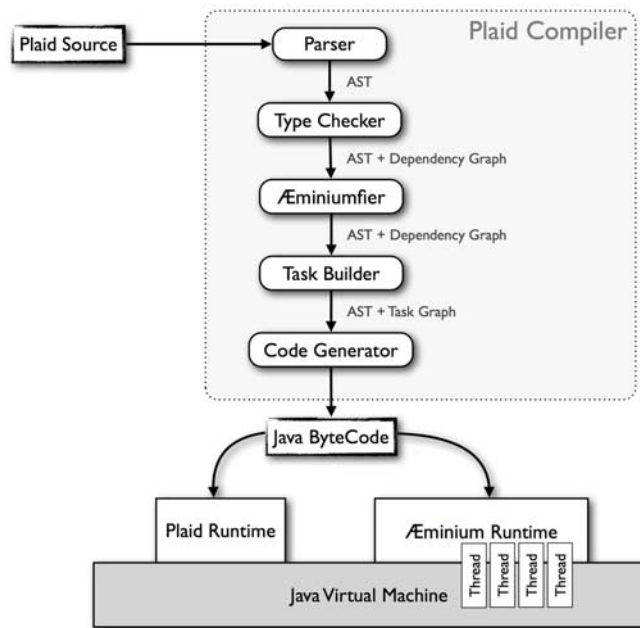 Plaid Compiler
Plaid Source
Parser
AST
Type Checker
AST + Dependency Graph
Æminiumfier
AST + Dependency Graph
Task Builder
AST + Task Graph
Code Generator
Java ByteCode
Plaid Runtime
Æminium Runtime
Thread
Thread
Thread
Thread
Java Virtual Machine